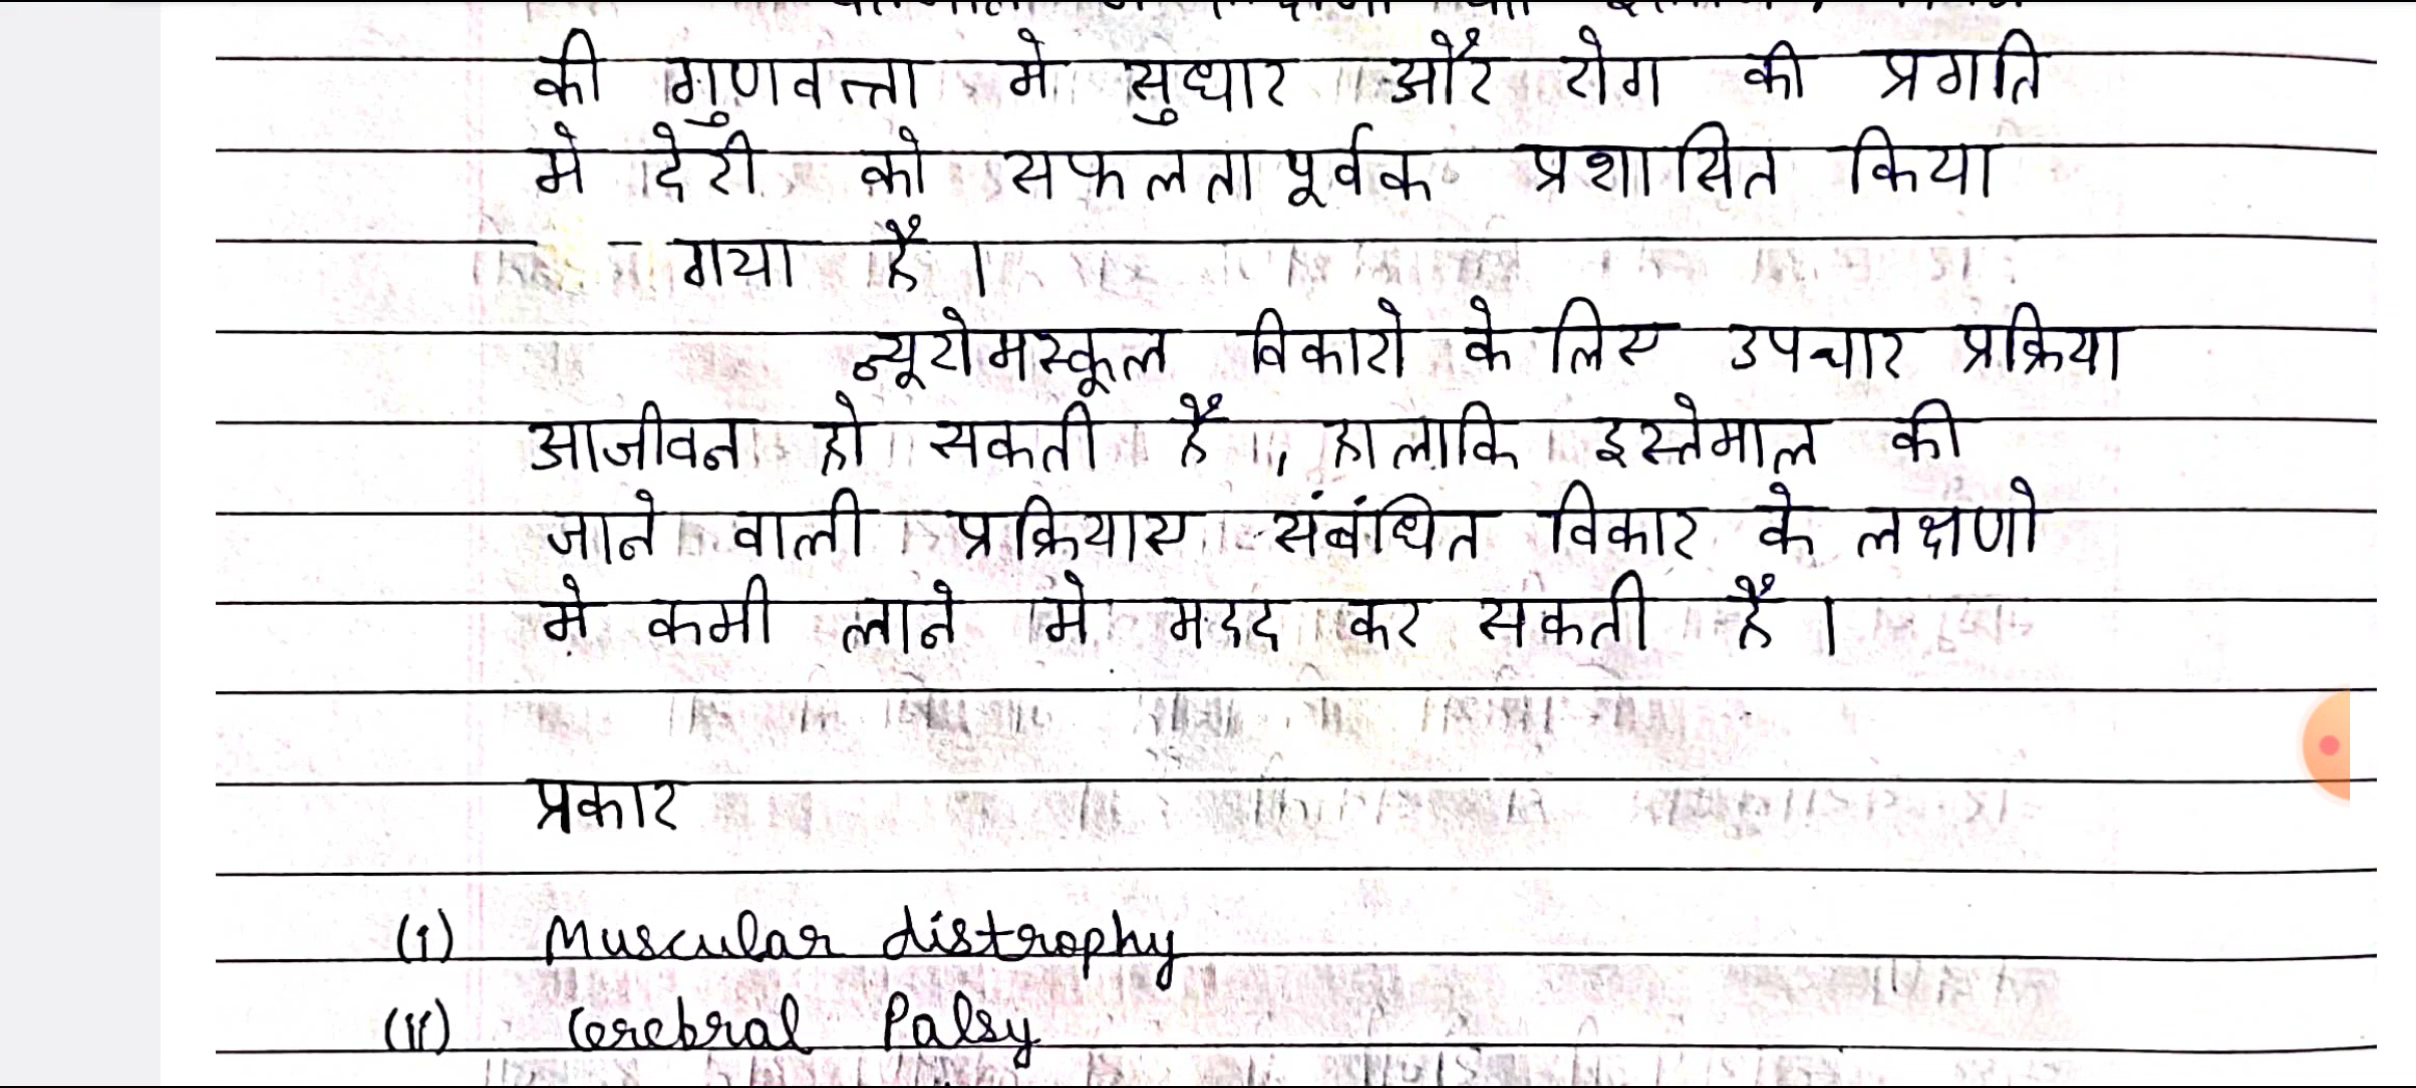 की गुणवत्ता मे सुधार और रोग की प्रगति
मे देरी को सफलतापूर्वक प्रशासित किया
गया है ।
न्यूरोमस्कूल विकारो के लिए उपचार प्रक्रिया
आजीवन हो सकती है , हालाकि इस्तेमाल की
जाने वाली प्रक्रियाए संबंधित विकार के लक्षणो
मे कमी लाने मे मदद कर सकती है ।
प्रकार
(i) Muscular distrophy
(ii) Cerebral Palsy